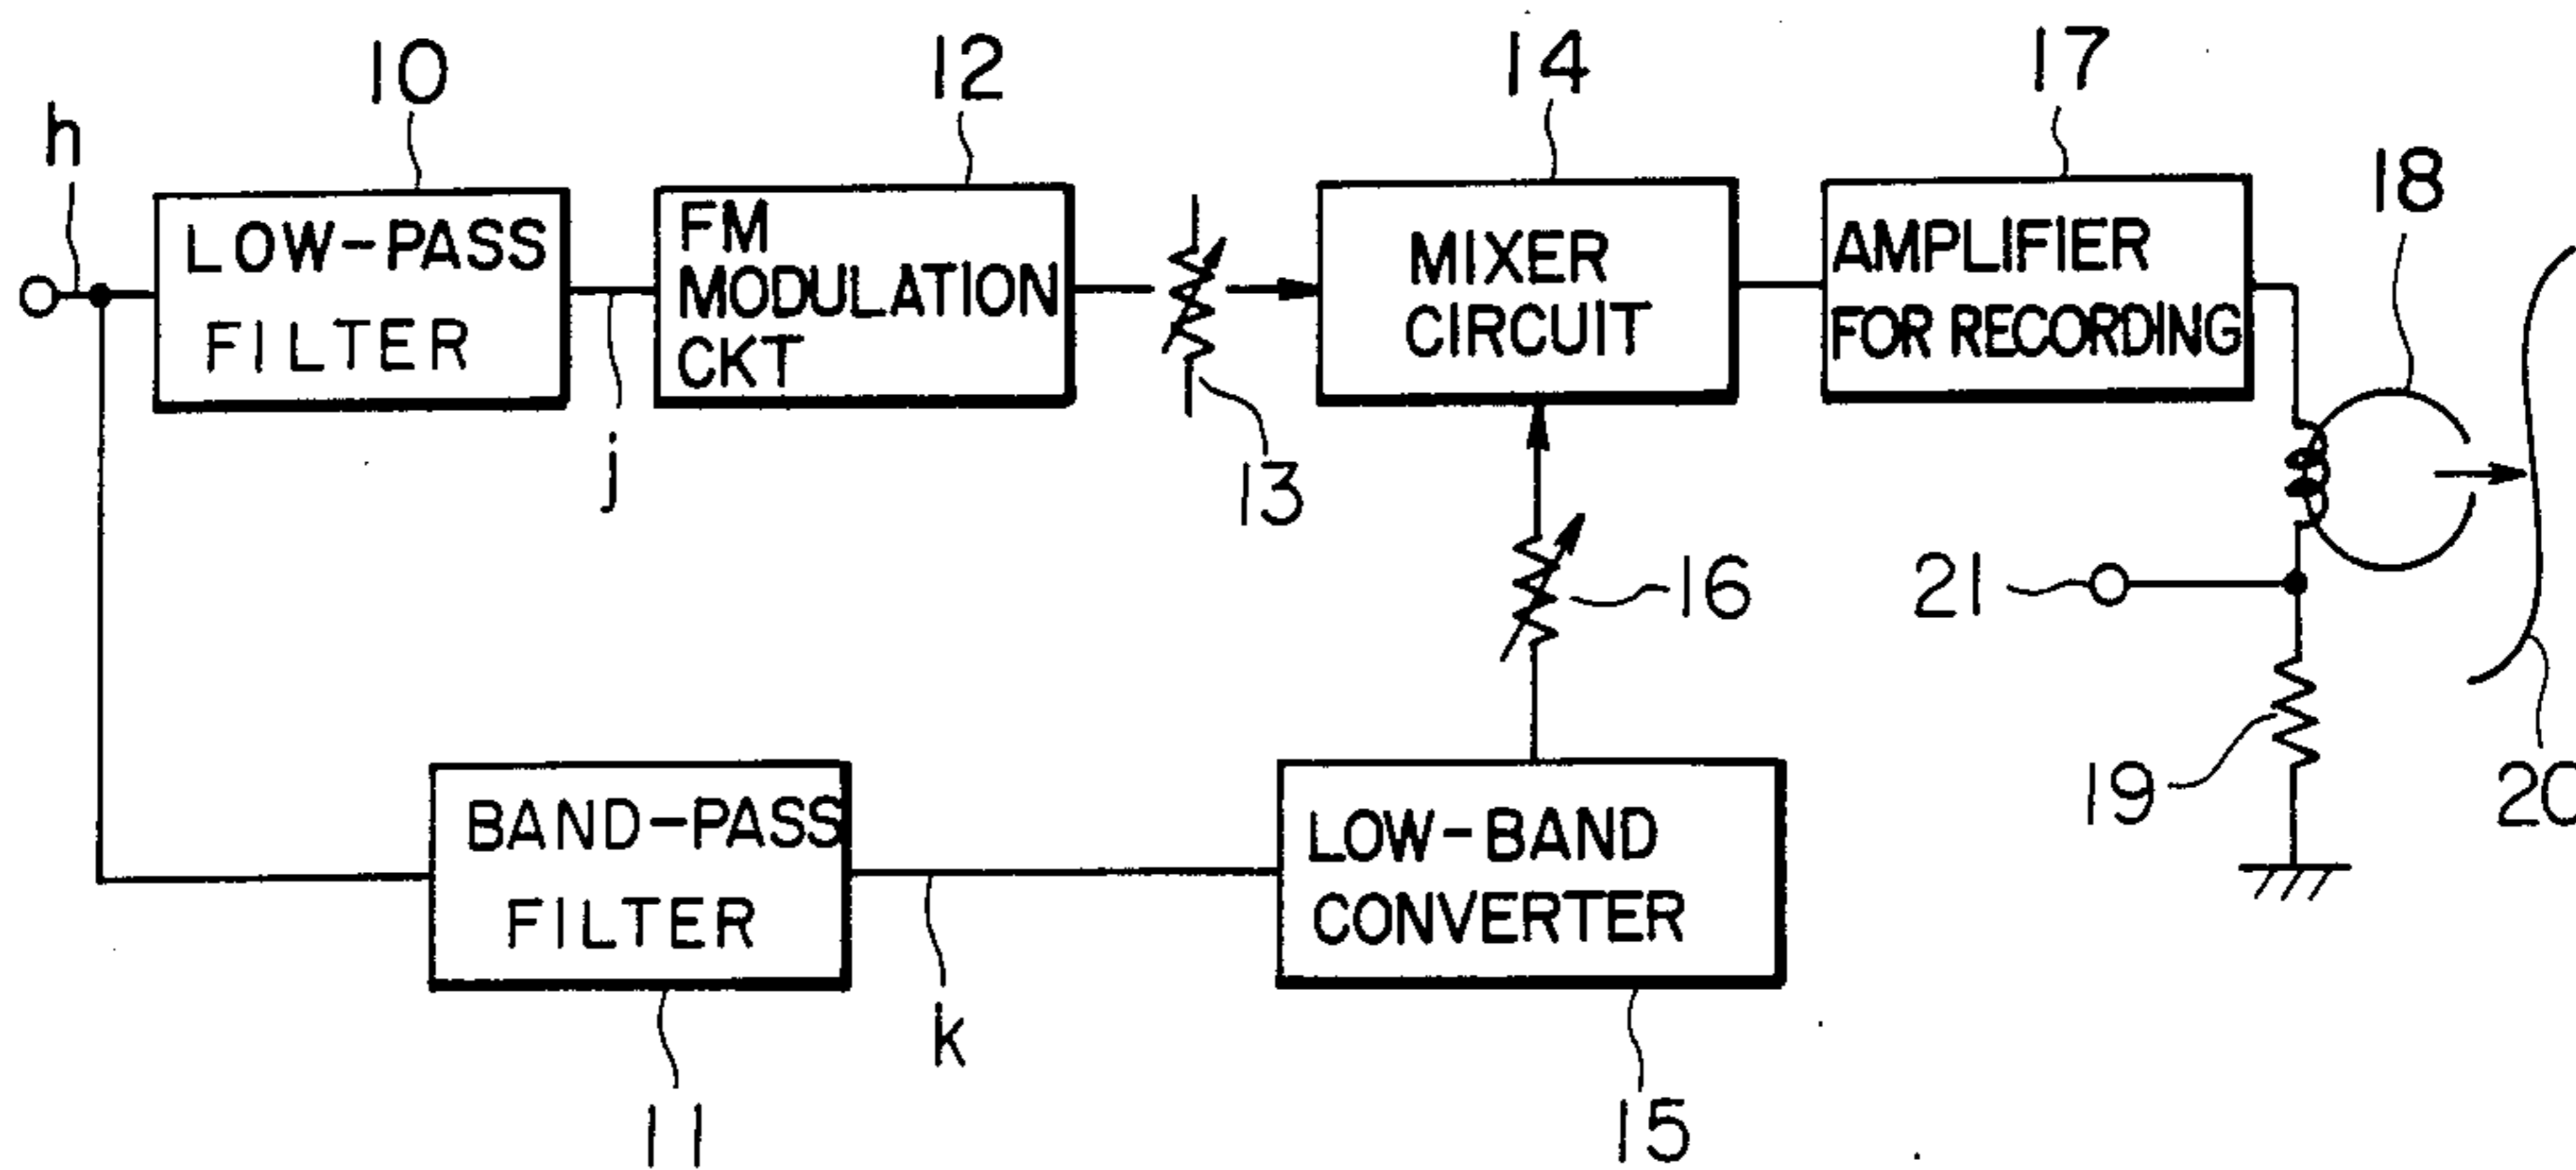 10
12
14
17
h
18
LOW-PASS
FILTER
FM
MODULATION
CKT
MIXER
CIRCUIT
AMPLIFIER
FOR RECORDING
j
13
16
21
19
20
BAND-PASS
FILTER
LOW-BAND
CONVERTER
k
11
15